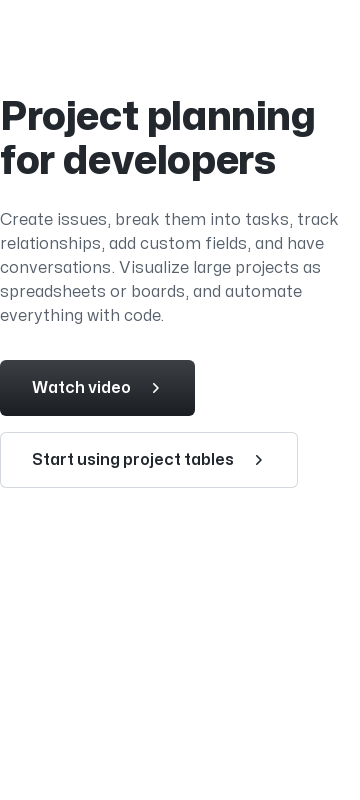 Project planning
for developers
Create issues, break them into tasks, track
relationships, add custom fields, and have
conversations. Visualize large projects as
spreadsheets or boards, and automate
everything with code.
Watch video
Start using project tables